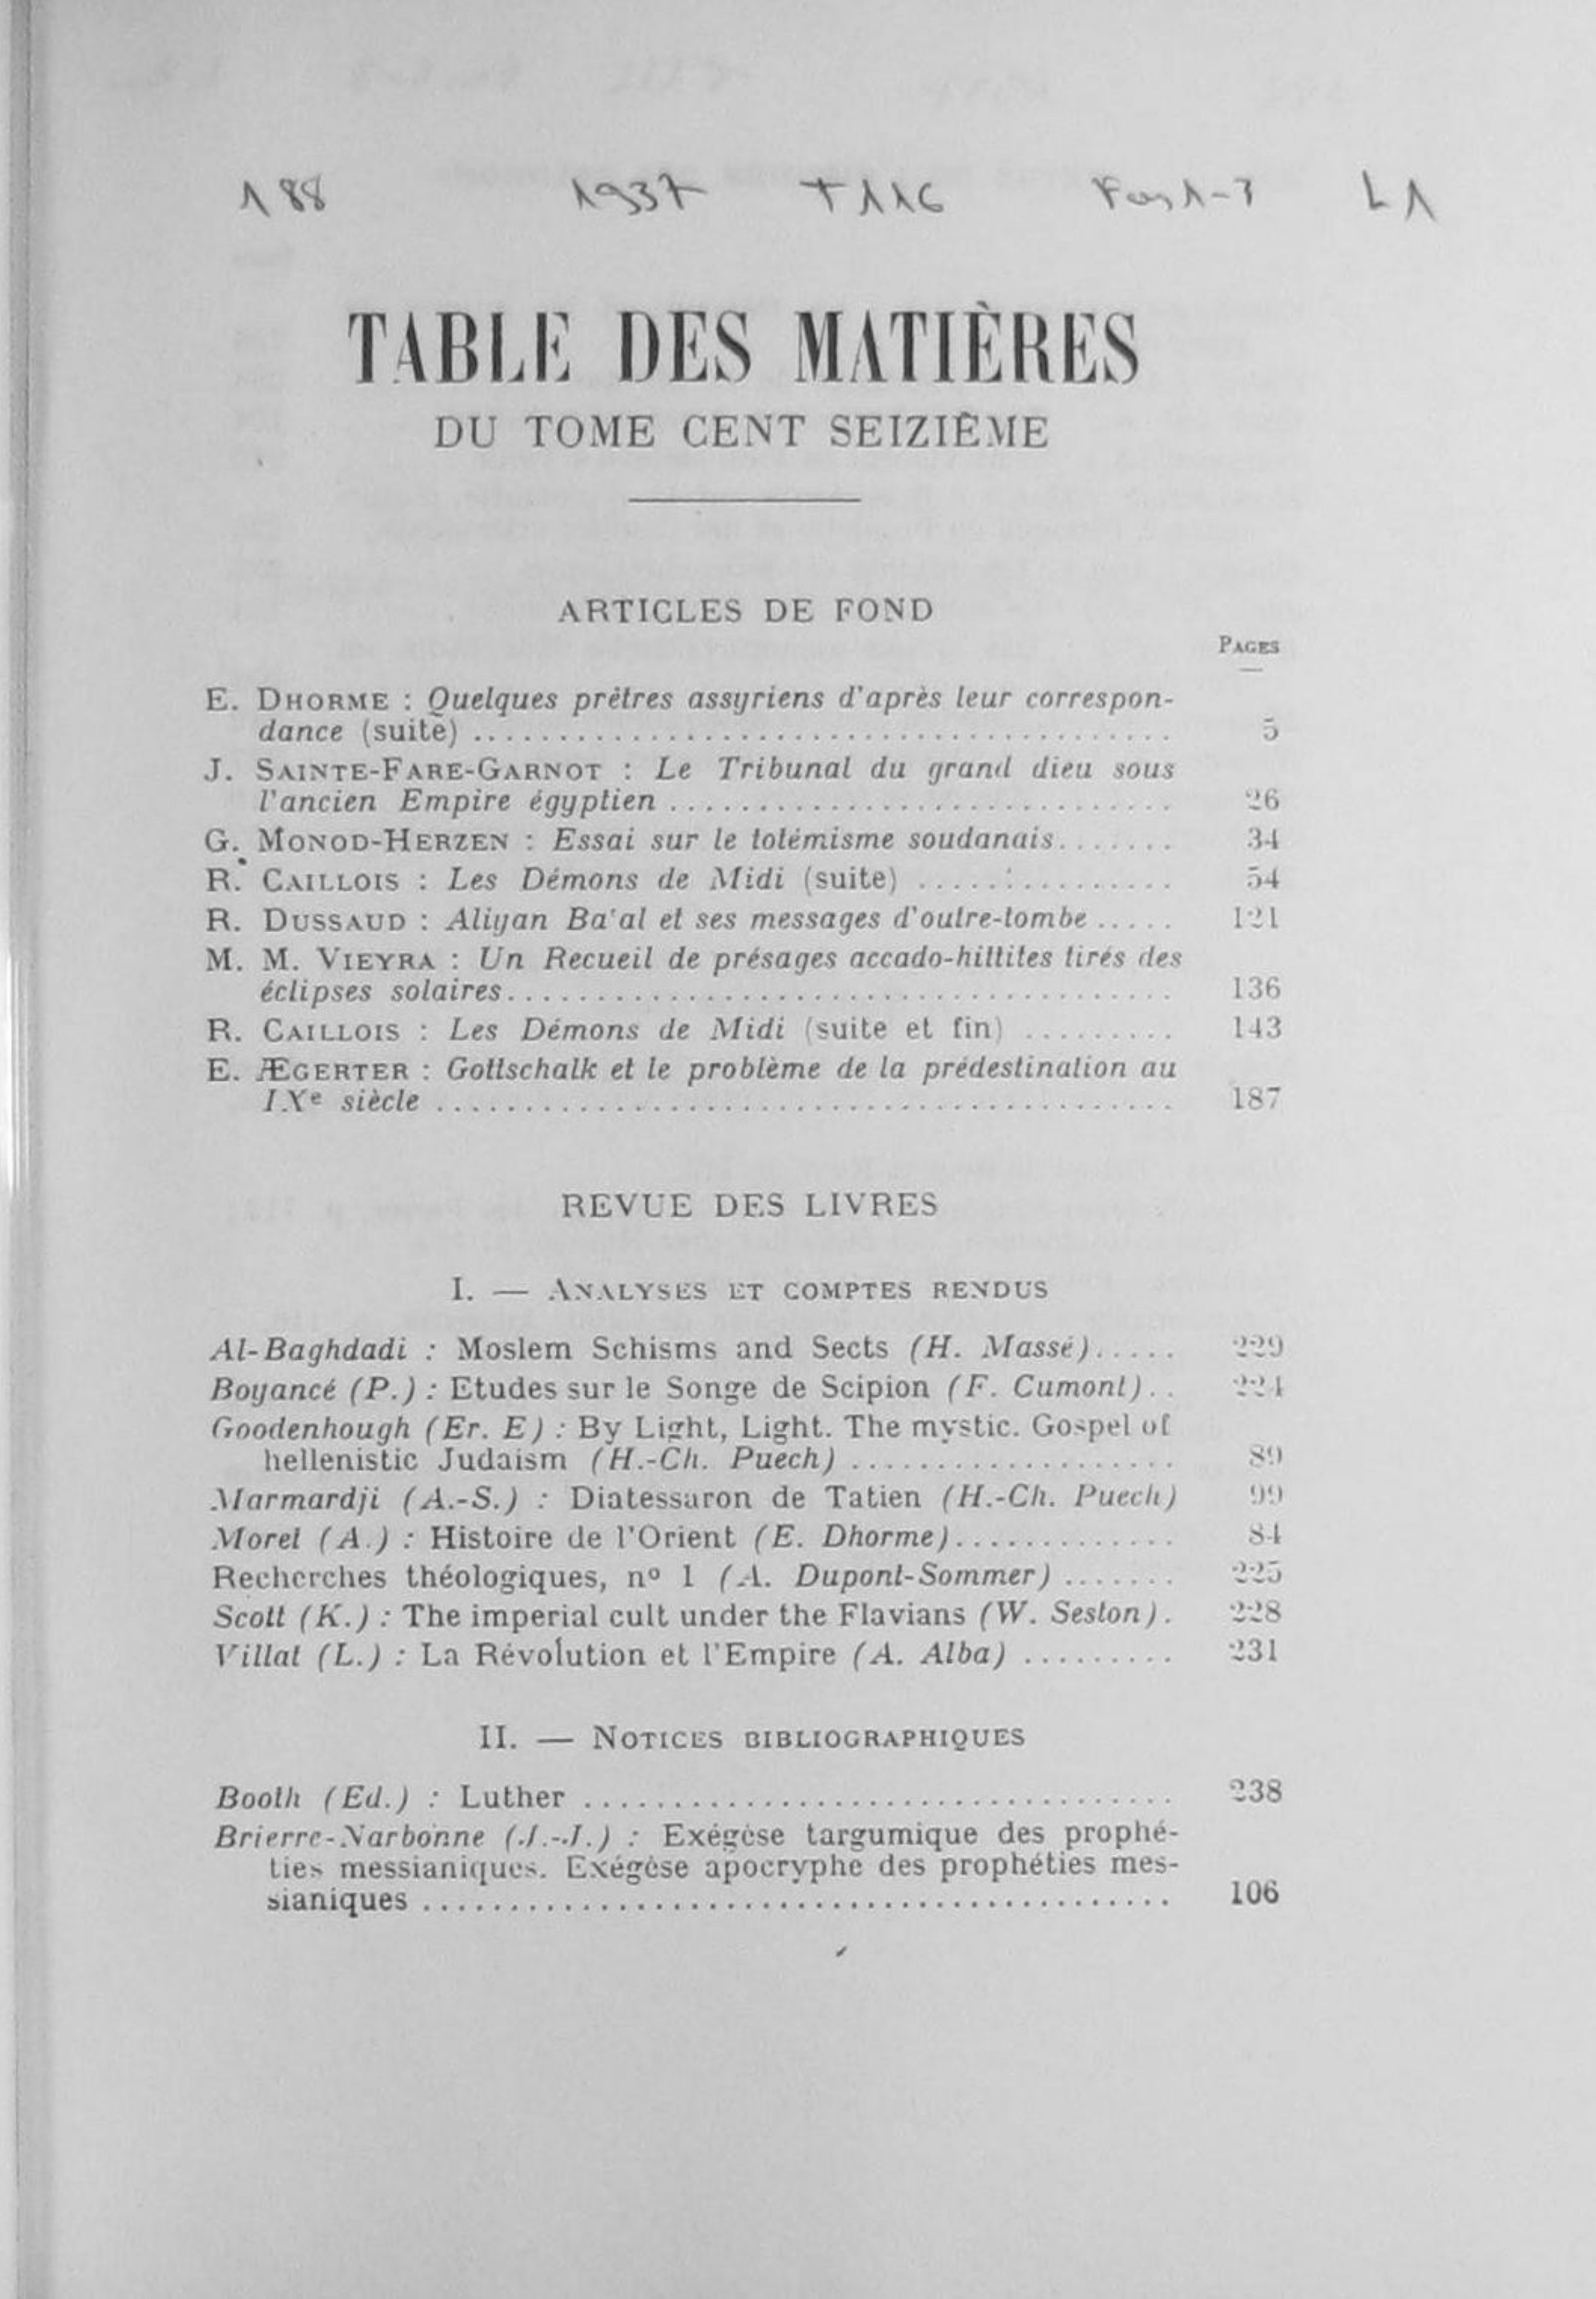 188 1937 T116 Fas 1-3 L1
TABLE DES MATIÈRES
DU TOME CENT SEIZIÈME
ARTICLES DE FOND
PAGES
E. DHORME : Quelques prêtres assyriens d'après leur correspon-
dance (suite) ........................................ 5
J. SAINTE-FARE-GARNOT : Le Tribunal du grand dieu sous
l'ancien Empire égyptien ............................. 26
G. MONOD-HERZEN : Essai sur le totémisme soudanais....... 34
R. CAILLOIS : Les Démons de Midi (suite) ............... 54
R. DUSSAUD : Aliyan Ba'al et ses messages d'outre-tombe ..... 121
M. M. VIEYRA : Un Recueil de présages accado-hittites tirés des
éclipses solaires....................................... 136
R. CAILLOIS : Les Démons de Midi (suite et fin) ......... 143
E. ÆGERTER : Gottschalk et le problème de la prédestination au
IXe siècle ........................................... 187
REVUE DES LIVRES
I. — ANALYSES ET COMPTES RENDUS
Al-Baghdadi : Moslem Schisms and Sects (H. Massé)..... 229
Boyancé (P.) : Etudes sur le Songe de Scipion (F. Cumont).. 224
Goodenhough (Er. E) : By Light, Light. The mystic. Gospel of
hellenistic Judaism (H.-Ch. Puech) ................... 89
Marmardji (A.-S.) : Diatessaron de Tatien (H.-Ch. Puech) 99
Moret (A.) : Histoire de l'Orient (E. Dhorme)............. 84
Recherches théologiques, no 1 (A. Dupont-Sommer) ....... 225
Scott (K.) : The imperial cult under the Flavians (W. Seston). 228
Villat (L.) : La Révolution et l'Empire (A. Alba) ......... 231
II. — NOTICES BIBLIOGRAPHIQUES
Booth (Ed.) : Luther .................................. 238
Brierre-Narbonne (J.-J.) : Exégèse targumique des prophé-
ties messianiques. Exégèse apocryphe des prophéties mes-
sianiques ............................................ 106